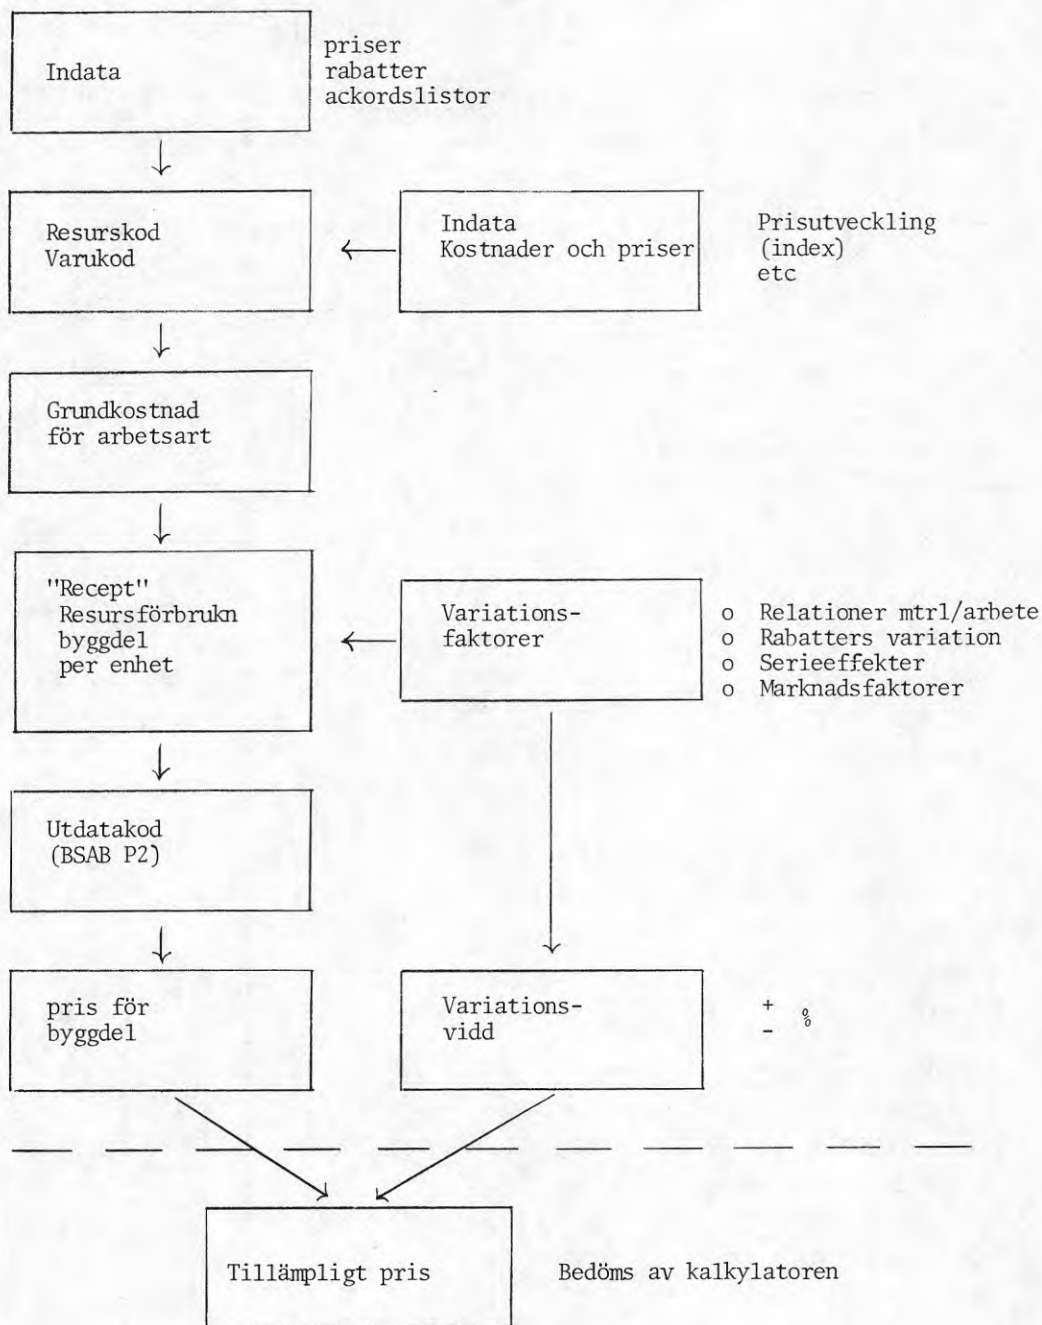 Indata
priser
rabatter
ackordslistor
Resurskod
Varukod
Indata
Kostnader och priser
Prisutveckling
(index)
etc
Grundkostnad
för arbetsart
"Recept"
Resursförbrukn
byggdel
per enhet
Variations-
faktorer
o Relationer mtrl/arbete
o Rabatters variation
o Serieeffekter
o Marknadsfaktorer
Utdatakod
(BSAB P2)
pris för
byggdel
Variations-
vidd
+
- %
Tillämpligt pris
Bedöms av kalkylatoren